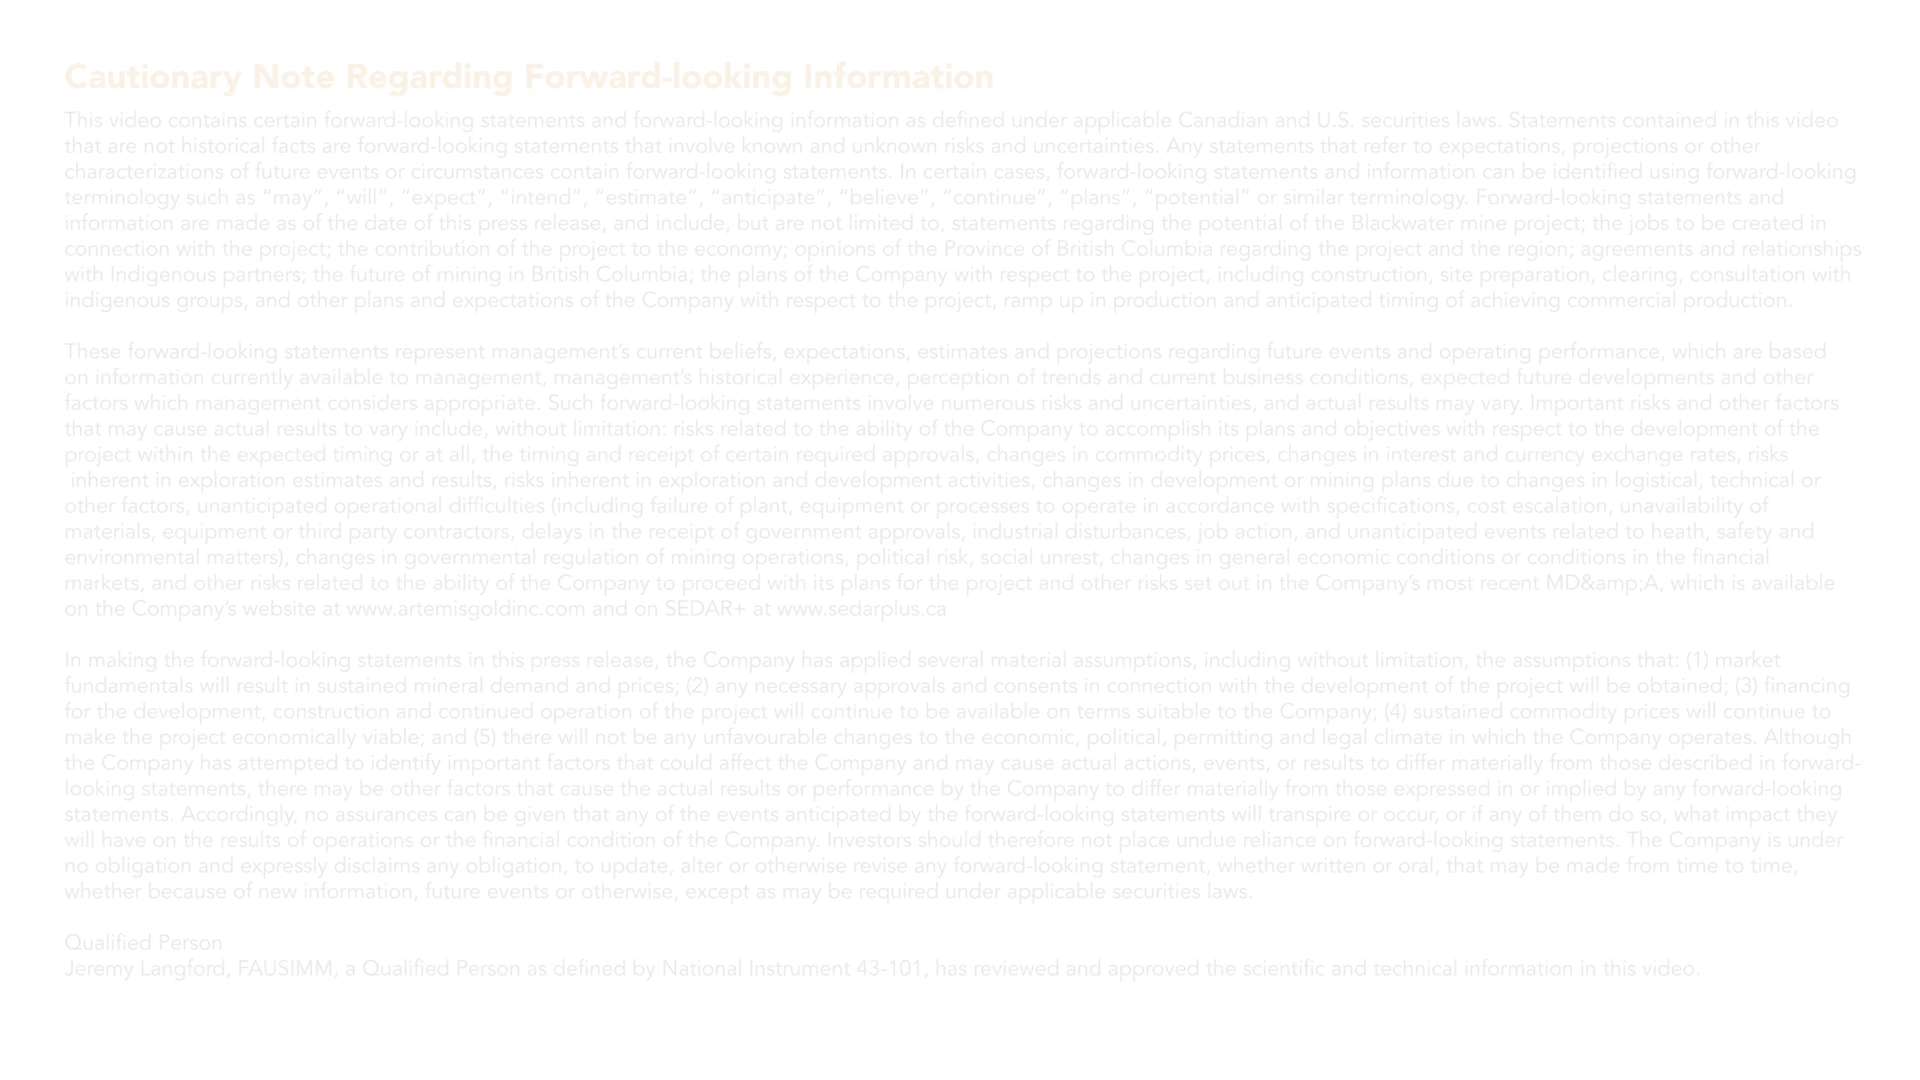 Cautionary Note Regarding Forward-looking Information
This video contains certain forward-looking statements and forward-looking information as defined under applicable Canadian and U.S. securities laws. Statements contained in this video
that are not historical facts are forward-looking statements that involve known and unknown risks and uncertainties. Any statements that refer to expectations, projections or other
characterizations of future events or circumstances contain forward-looking statements. In certain cases, forward-looking statements and information can be identified using forward-looking
terminology such as “may”, “will”, “expect”, “intend”, “estimate”, “anticipate”, “believe”, “continue”, “plans”, “potential” or similar terminology. Forward-looking statements and
information are made as of the date of this press release, and include, but are not limited to, statements regarding the potential of the Blackwater mine project; the jobs to be created in
connection with the project; the contribution of the project to the economy; opinions of the Province of British Columbia regarding the project and the region; agreements and relationships
with Indigenous partners; the future of mining in British Columbia; the plans of the Company with respect to the project, including construction, site preparation, clearing, consultation with
indigenous groups, and other plans and expectations of the Company with respect to the project, ramp up in production and anticipated timing of achieving commercial production.
These forward-looking statements represent management’s current beliefs, expectations, estimates and projections regarding future events and operating performance, which are based
on information currently available to management, management’s historical experience, perception of trends and current business conditions, expected future developments and other
factors which management considers appropriate. Such forward-looking statements involve numerous risks and uncertainties, and actual results may vary. Important risks and other factors
that may cause actual results to vary include, without limitation: risks related to the ability of the Company to accomplish its plans and objectives with respect to the development of the
project within the expected timing or at all, the timing and receipt of certain required approvals, changes in commodity prices, changes in interest and currency exchange rates, risks
inherent in exploration estimates and results, risks inherent in exploration and development activities, changes in development or mining plans due to changes in logistical, technical or
other factors, unanticipated operational difficulties (including failure of plant, equipment or processes to operate in accordance with specifications, cost escalation, unavailability of
materials, equipment or third party contractors, delays in the receipt of government approvals, industrial disturbances, job action, and unanticipated events related to heath, safety and
environmental matters), changes in governmental regulation of mining operations, political risk, social unrest, changes in general economic conditions or conditions in the financial
markets, and other risks related to the ability of the Company to proceed with its plans for the project and other risks set out in the Company’s most recent MD&amp;A, which is available
on the Company’s website at www.artemisgoldinc.com and on SEDAR+ at www.sedarplus.ca
In making the forward-looking statements in this press release, the Company has applied several material assumptions, including without limitation, the assumptions that: (1) market
fundamentals will result in sustained mineral demand and prices; (2) any necessary approvals and consents in connection with the development of the project will be obtained; (3) financing
for the development, construction and continued operation of the project will continue to be available on terms suitable to the Company; (4) sustained commodity prices will continue to
make the project economically viable; and (5) there will not be any unfavourable changes to the economic, political, permitting and legal climate in which the Company operates. Although
the Company has attempted to identify important factors that could affect the Company and may cause actual actions, events, or results to differ materially from those described in forward-
looking statements, there may be other factors that cause the actual results or performance by the Company to differ materially from those expressed in or implied by any forward-looking
statements. Accordingly, no assurances can be given that any of the events anticipated by the forward-looking statements will transpire or occur, or if any of them do so, what impact they
will have on the results of operations or the financial condition of the Company. Investors should therefore not place undue reliance on forward-looking statements. The Company is under
no obligation and expressly disclaims any obligation, to update, alter or otherwise revise any forward-looking statement, whether written or oral, that may be made from time to time,
whether because of new information, future events or otherwise, except as may be required under applicable securities laws.
Qualified Person
Jeremy Langford, FAUSIMM, a Qualified Person as defined by National Instrument 43-101, has reviewed and approved the scientific and technical information in this video.